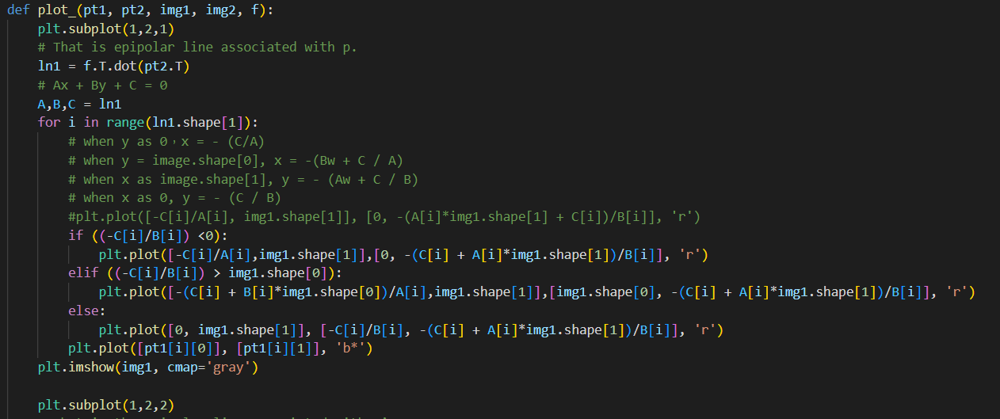 def plot_(pt1, pt2, img1, img2, f):
    plt.subplot(1,2,1)
    # That is epipolar line associated with p.
    ln1 = f.T.dot(pt2.T)
    # Ax + By + C = 0
    A,B,C = ln1
    for i in range(ln1.shape[1]):
        # when y as 0，x = - (C/A)
        # when y = image.shape[0], x = -(Bw + C / A)
        # when x as image.shape[1], y = - (Aw + C / B)
        # when x as 0, y = - (C / B)
        #plt.plot([-C[i]/A[i], img1.shape[1]], [0, -(A[i]*img1.shape[1] + C[i])/B[i]], 'r')
        if ((-C[i]/B[i]) <0):
            plt.plot([-C[i]/A[i],img1.shape[1]],[0, -(C[i] + A[i]*img1.shape[1])/B[i]], 'r')
        elif ((-C[i]/B[i]) > img1.shape[0]):
            plt.plot([-(C[i] + B[i]*img1.shape[0])/A[i],img1.shape[1]],[img1.shape[0], -(C[i] + A[i]*img1.shape[1])/B[i]], 'r')
        else:
            plt.plot([0, img1.shape[1]], [-C[i]/B[i], -(C[i] + A[i]*img1.shape[1])/B[i]], 'r')
        plt.plot([pt1[i][0]], [pt1[i][1]], 'b*')
    plt.imshow(img1, cmap='gray')
    plt.subplot(1,2,2)